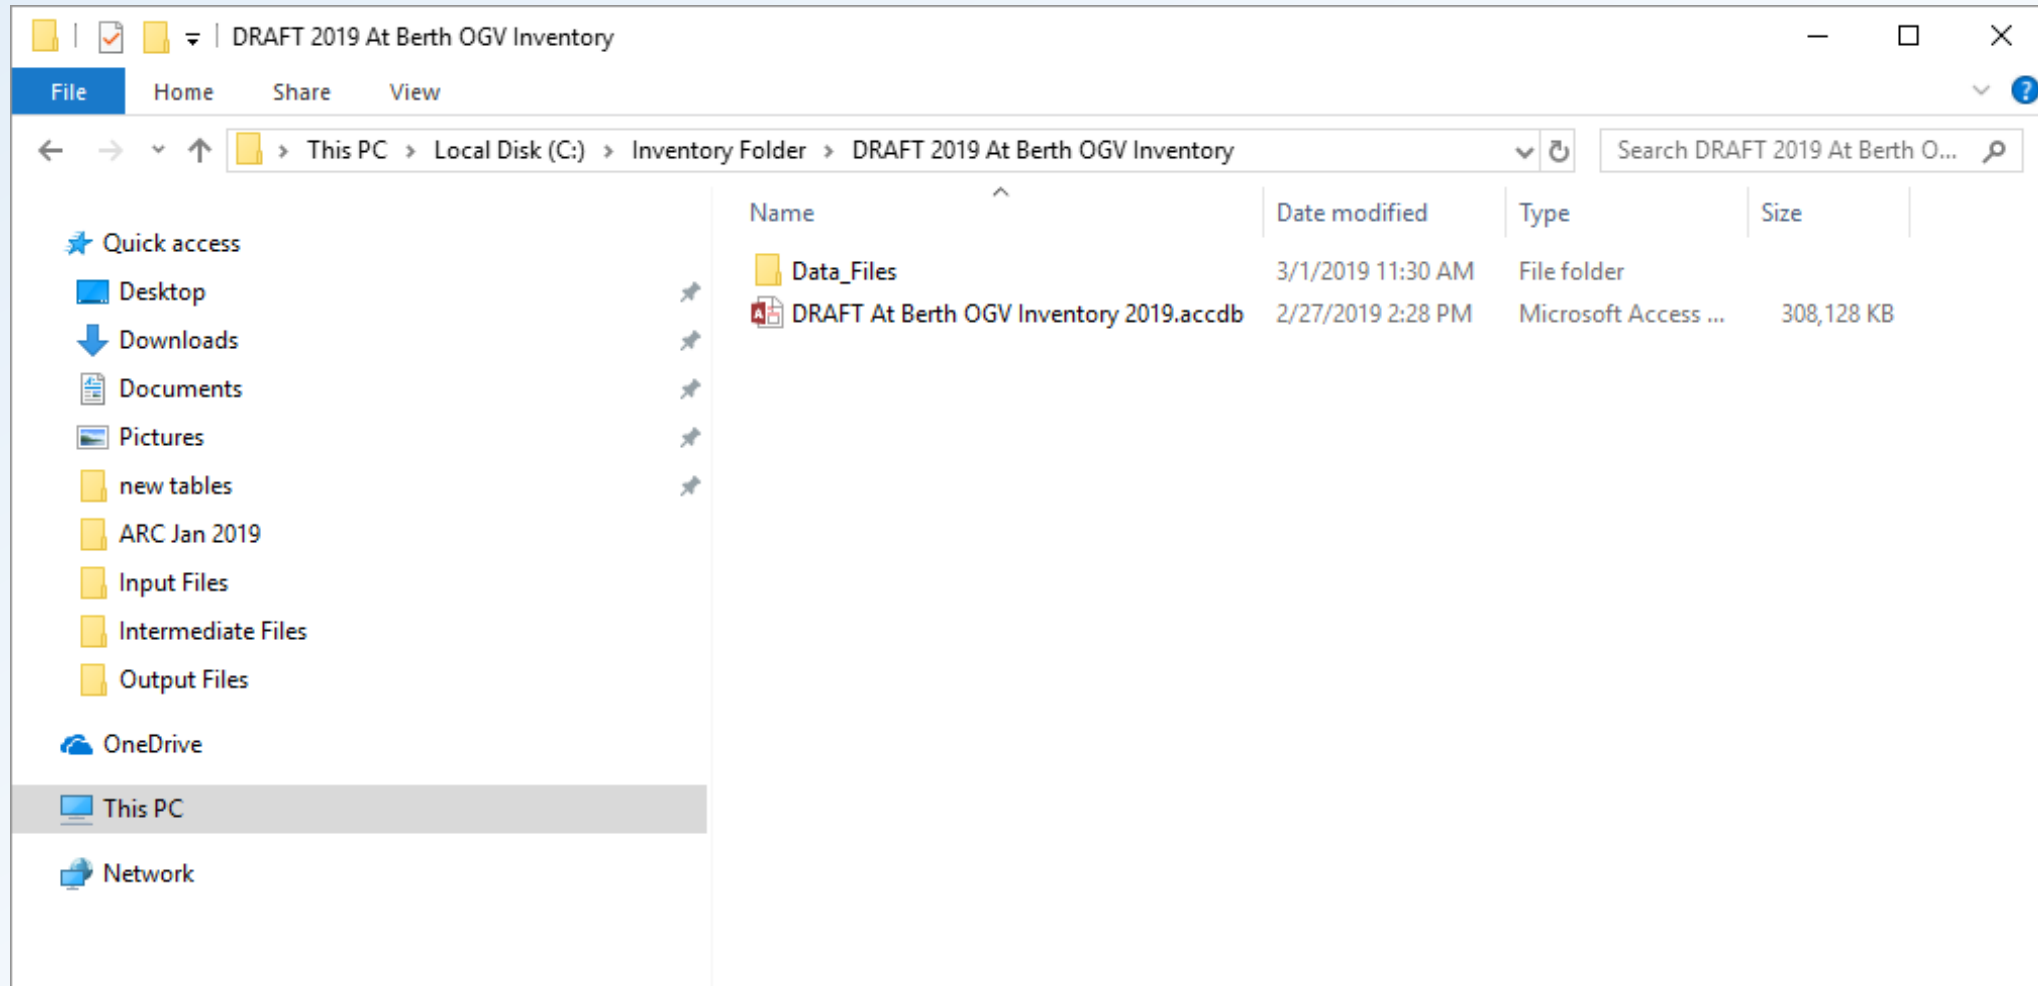 DRAFT 2019 At Berth OGV Inventory
File Home Share View
?
This PC > Local Disk (C:) > Inventory Folder > DRAFT 2019 At Berth OGV Inventory
Search DRAFT 2019 At Berth O...
Name Date modified Type Size
Data_Files 3/1/2019 11:30 AM File folder
DRAFT At Berth OGV Inventory 2019.accdb 2/27/2019 2:28 PM Microsoft Access ... 308,128 KB
Quick access
Desktop
Downloads
Documents
Pictures
new tables
ARC Jan 2019
Input Files
Intermediate Files
Output Files
OneDrive
This PC
Network